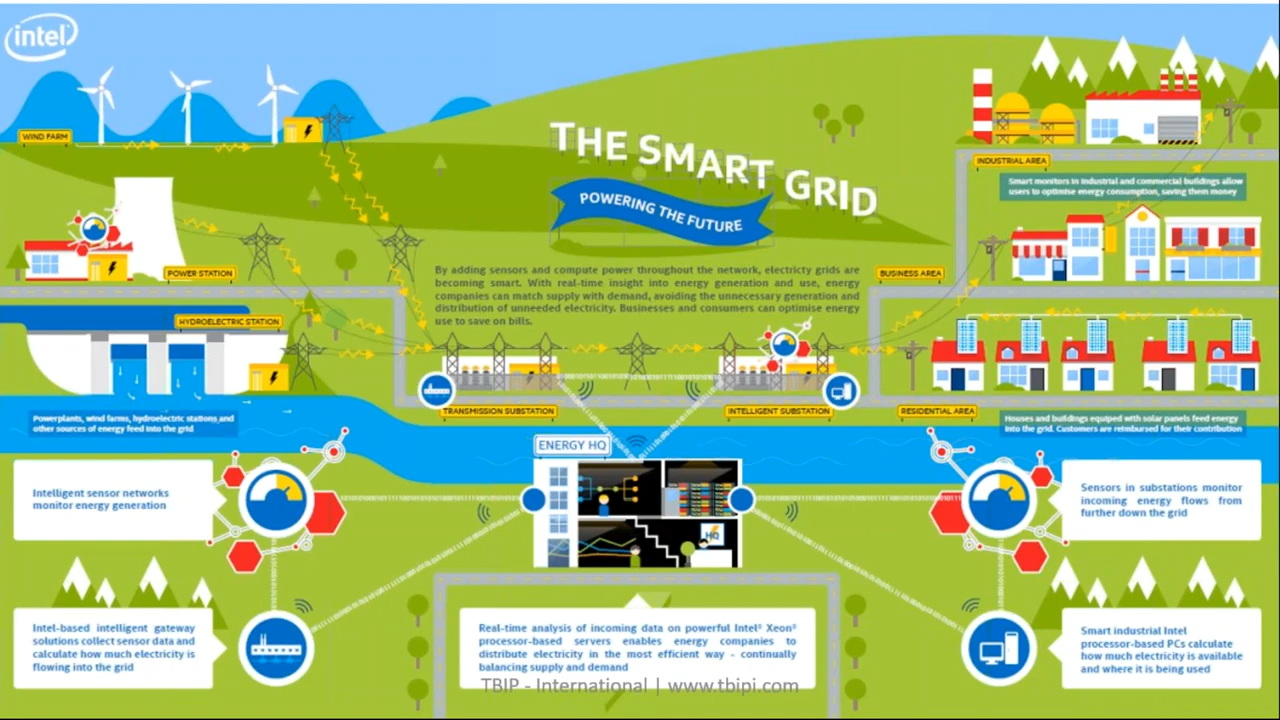 intel
WIND FARM
THE SMART GRID
POWERING THE FUTURE
INDUSTRIAL AREA
Smart monitors in industrial and commercial buildings allow
users to optimise energy consumption, saving them money
POWER STATION
By adding sensors and compute power throughout the network, electricty grids are
becoming smart. With real-time insight into energy generation and use, energy
companies can match supply with demand, avoiding the unnecessary generation and
distribution of unneeded electricity. Businesses and consumers can optimise energy
use to save on bills.
BUSINESS AREA
HYDROELECTRIC STATION
TRANSMISSION SUBSTATION
INTELLIGENT SUBSTATION
RESIDENTIAL AREA
Powerplants, wind farms, hydroelectric stations and
other sources of energy feed into the grid
Houses and buildings equiped with solar panels feed energy
into the grid. Customers are reimbursed for their contribution
ENERGY HQ
HQ
Intelligent sensor networks
monitor energy generation
Sensors in substations monitor
incoming energy flows from
further down the grid
Intel-based intelligent gateway
solutions collect sensor data and
calculate how much electricity is
flowing into the grid
Real-time analysis of incoming data on powerful Intel® Xeon®
processor-based servers enables energy companies to
distribute electricity in the most efficient way - continually
balancing supply and demand
Smart industrial Intel
processor-based PCs calculate
how much electricity is available
and where it is being used
TBIP - International | www.tbipi.com